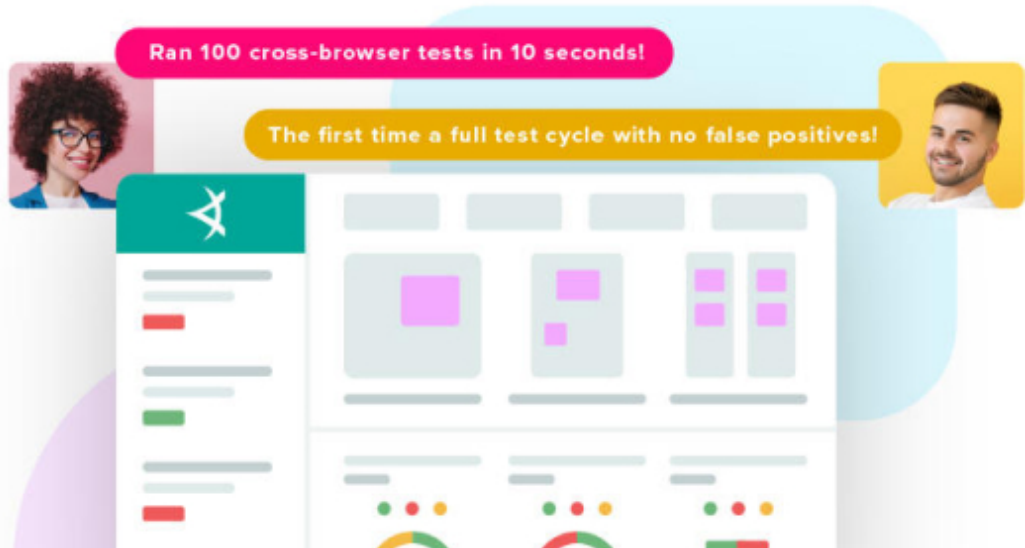 Ran 100 cross-browser tests in 10 seconds!
The first time a full test cycle with no false positives!